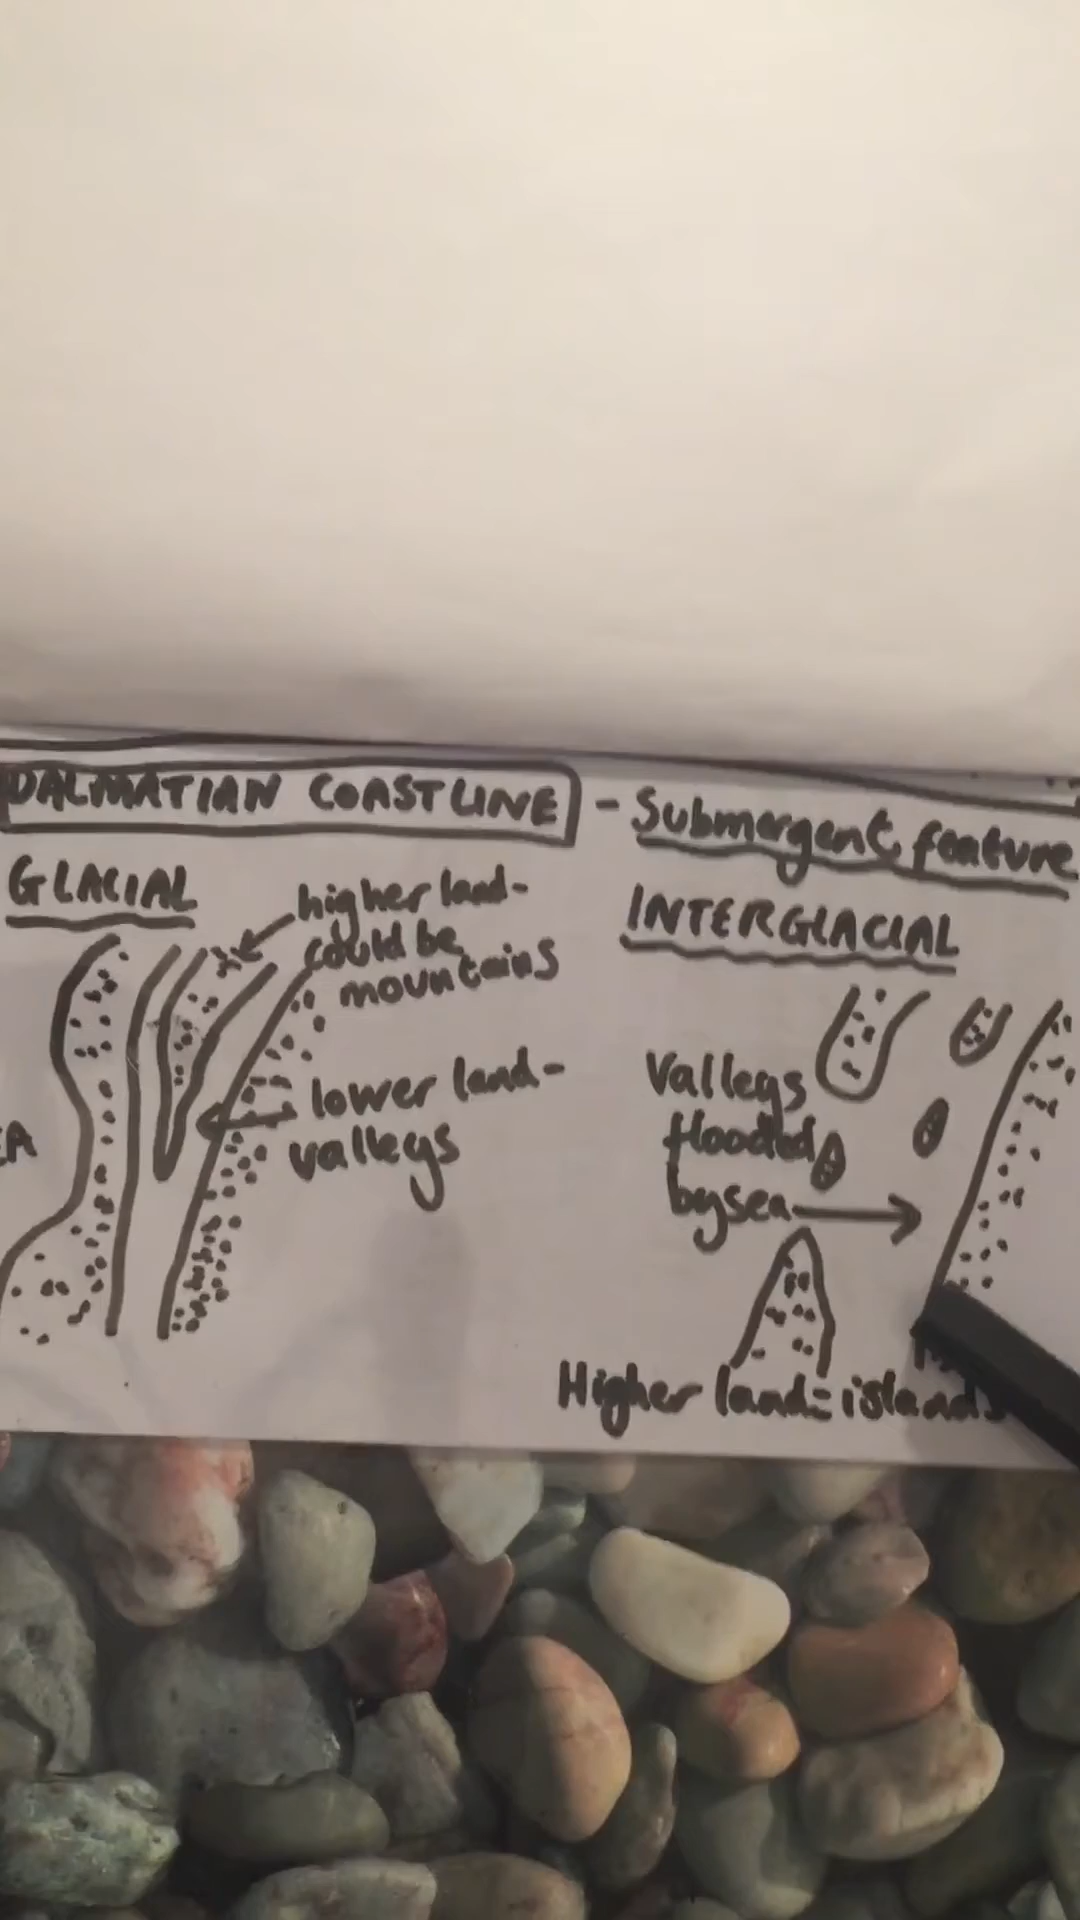 DALMATIAN COASTLINE - Submergent feature
GLACIAL
higher land-
could be
mountains
lower land-
valleys
INTERGLACIAL
Valleys
flooded
by sea
Higher land = islands